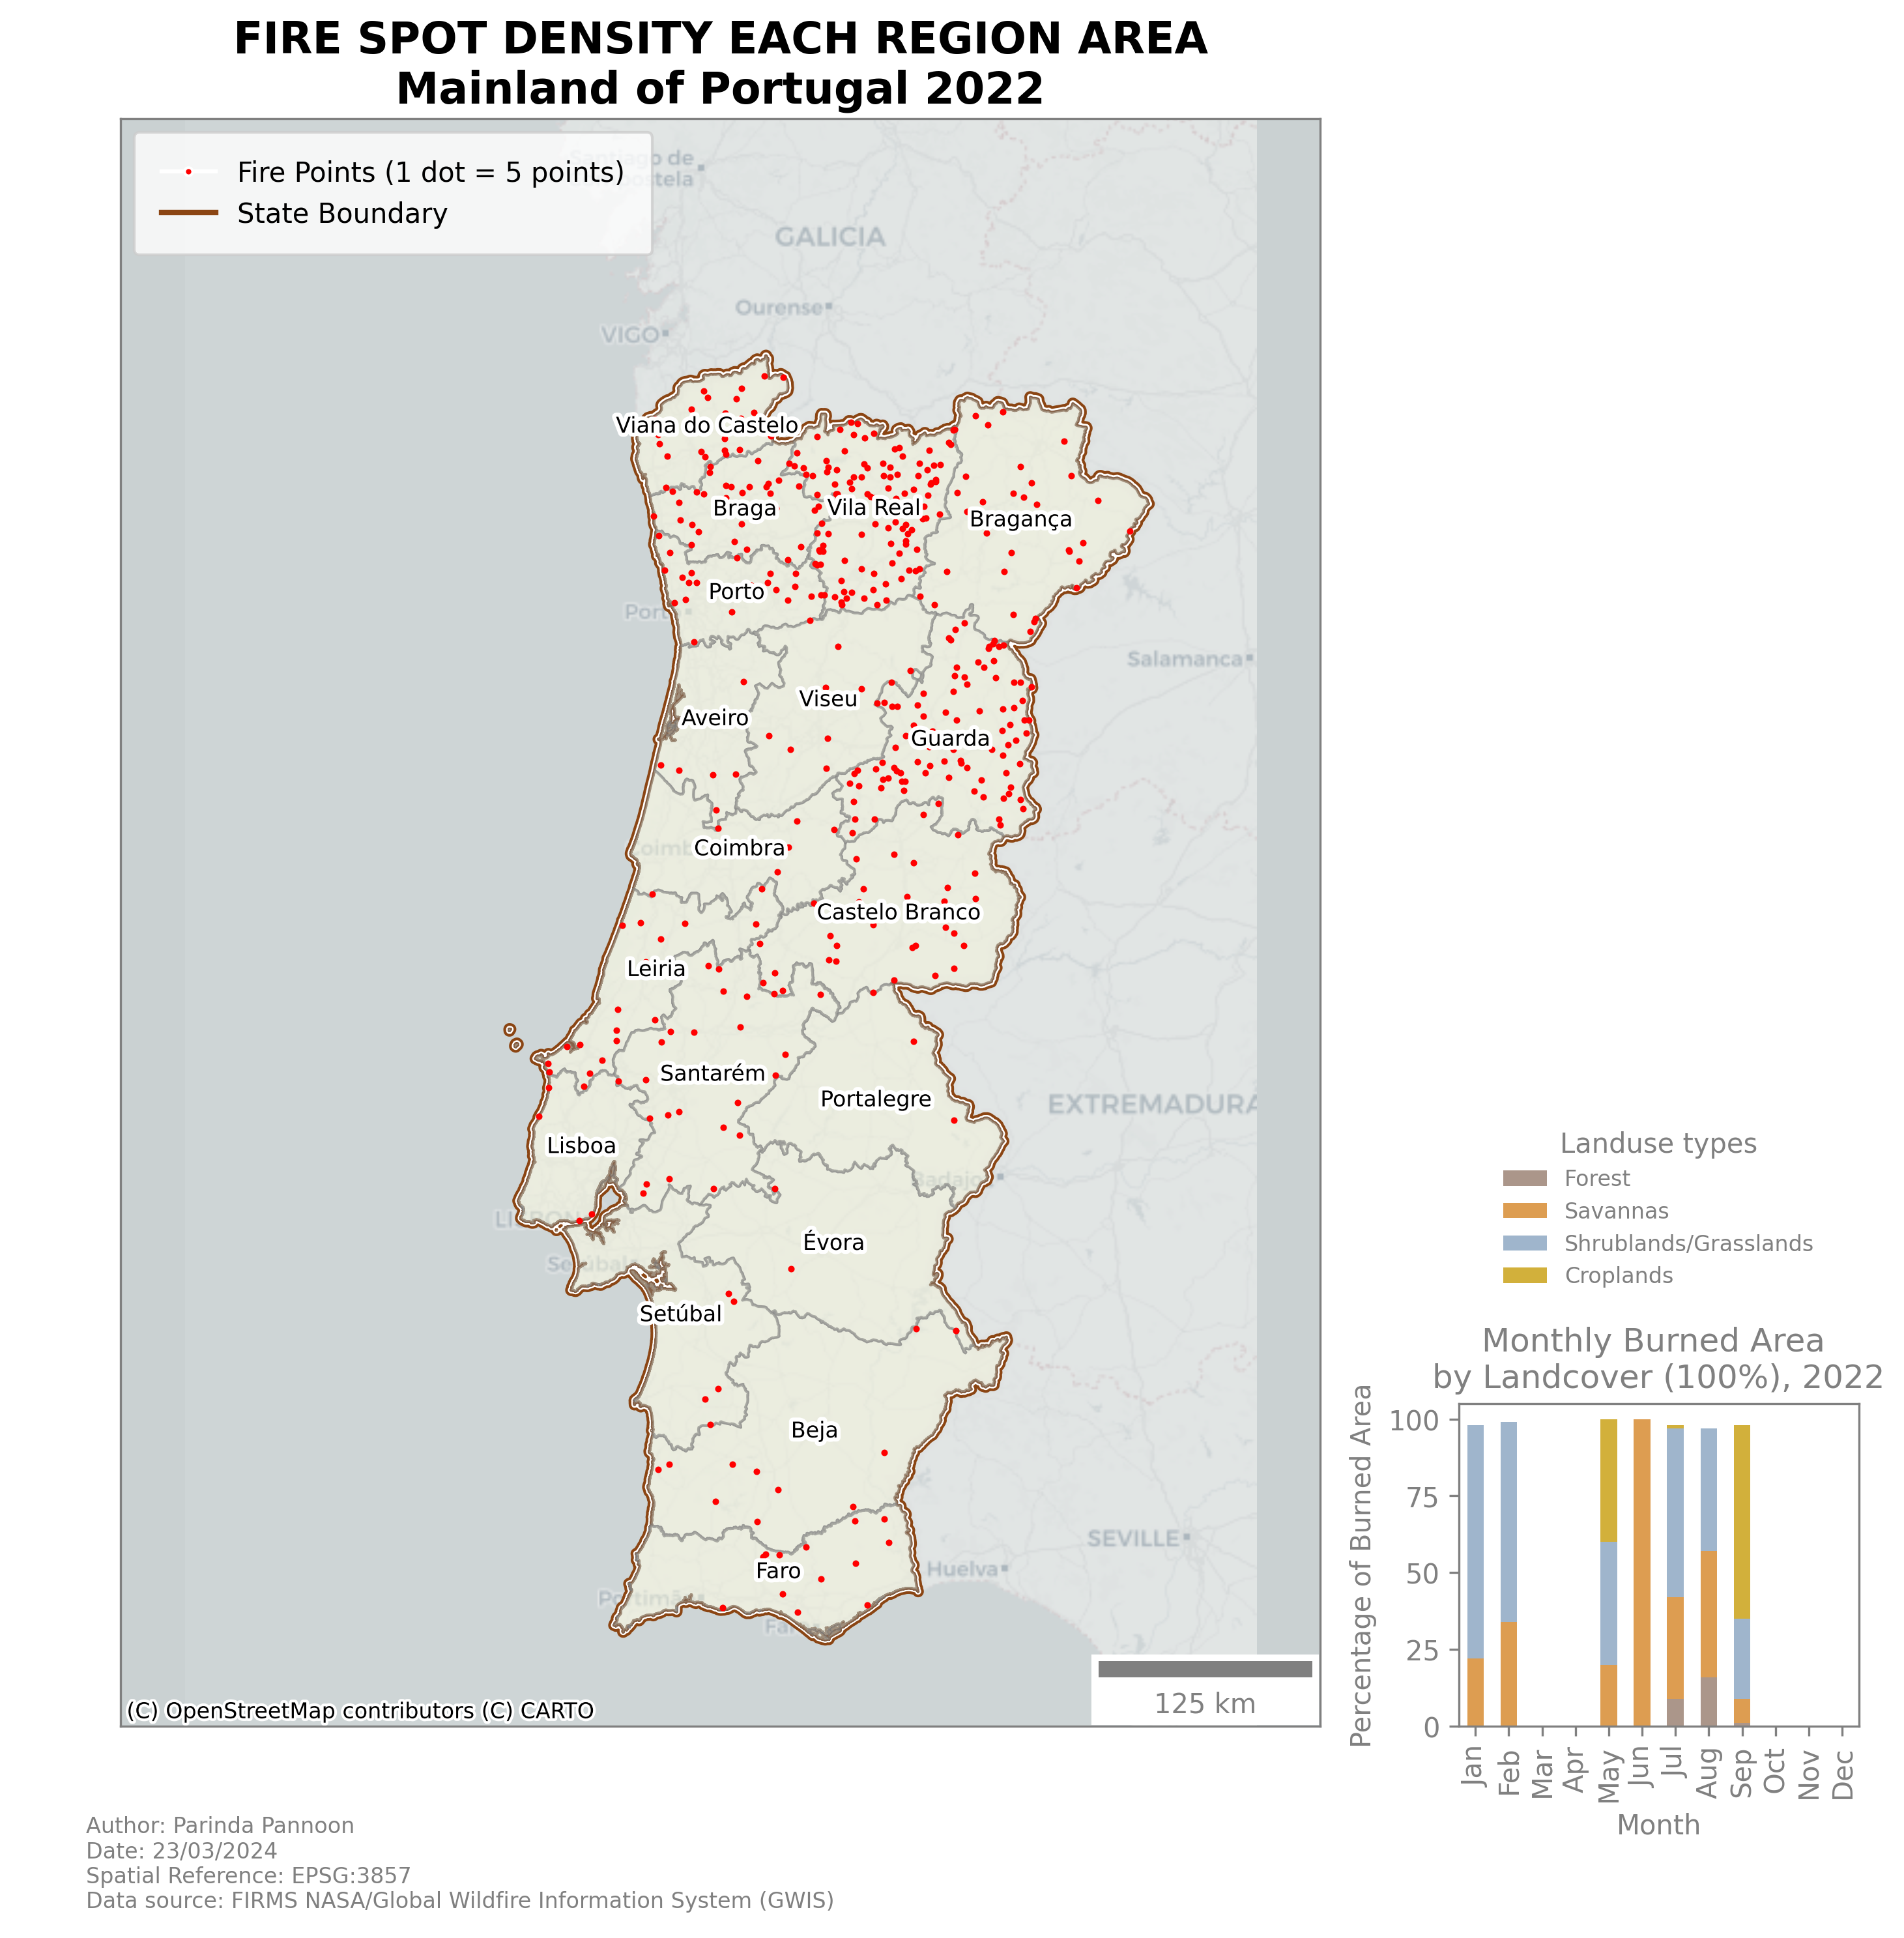 FIRE SPOT DENSITY EACH REGION AREA
Mainland of Portugal 2022
Fire Points (1 dot = 5 points)
State Boundary
GALICIA
Ourense
VIGO
Viana do Castelo
Braga
Vila Real
Bragança
Porto
Salamanca
Viseu
Aveiro
Guarda
Coimbra
Castelo Branco
Leiria
Santarém
Portalegre
EXTREMADURA
Lisboa
Évora
Setúbal
Beja
SEVILLE
Huelva
Faro
125 km
(C) OpenStreetMap contributors (C) CARTO
Landuse types
Forest
Savannas
Shrublands/Grasslands
Croplands
Monthly Burned Area
by Landcover (100%), 2022
Percentage of Burned Area
100
75
50
25
0
Jan
Feb
Mar
Apr
May
Jun
Jul
Aug
Sep
Oct
Nov
Dec
Month
Author: Parinda Pannoon
Date: 23/03/2024
Spatial Reference: EPSG:3857
Data source: FIRMS NASA/Global Wildfire Information System (GWIS)